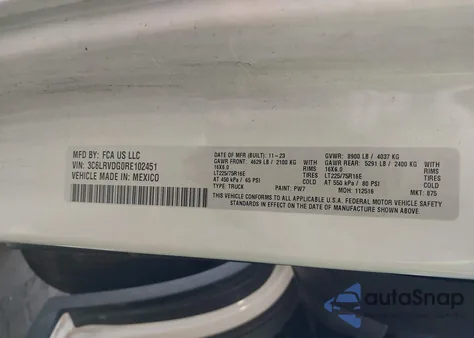 MFD BY: FCA US LLC DATE OF MFR (BUILT): 11-23 GVWR: 8900 LB / 4037 KG
VIN: 3C6LRVDG0RE102451 GAWR FRONT: 4629 LB / 2100 KG GAWR REAR: 5291 LB / 2400 KG
VEHICLE MADE IN: MEXICO 16X6.0 RIMS 16X6.0 RIMS
LT225/75R16E TIRES LT225/75R16E TIRES
AT 450 kPa / 65 PSI AT 550 kPa / 80 PSI
TYPE: TRUCK PAINT: PW7 MDH: 112516 MKT: 875
THIS VEHICLE CONFORMS TO ALL APPLICABLE U.S.A. FEDERAL MOTOR VEHICLE SAFETY
STANDARDS IN EFFECT ON THE DATE OF MANUFACTURE SHOWN ABOVE.
autoSnap